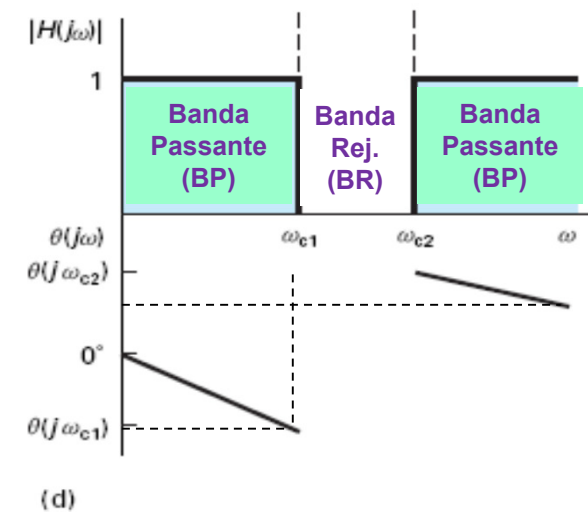 |H(jω)|
1
Banda
Passante
(BP)
Banda
Rej.
(BR)
Banda
Passante
(BP)
θ(jω)
ωc1
ωc2
ω
θ(jωc2)
0°
θ(jωc1)
(d)